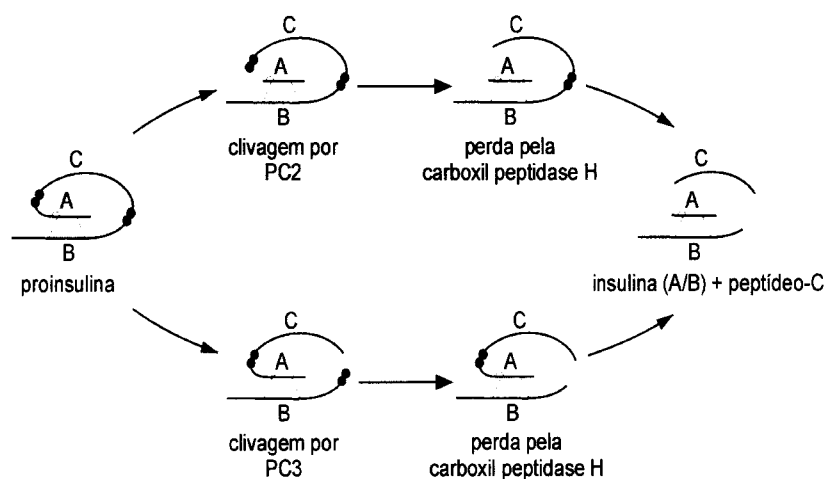 C
A
B
clivagem por
PC2
C
A
B
perda pela
carboxil peptidase H
C
A
B
proinsulina
C
A
B
insulina (A/B) + peptídeo-C
C
A
B
clivagem por
PC3
C
A
B
perda pela
carboxil peptidase H